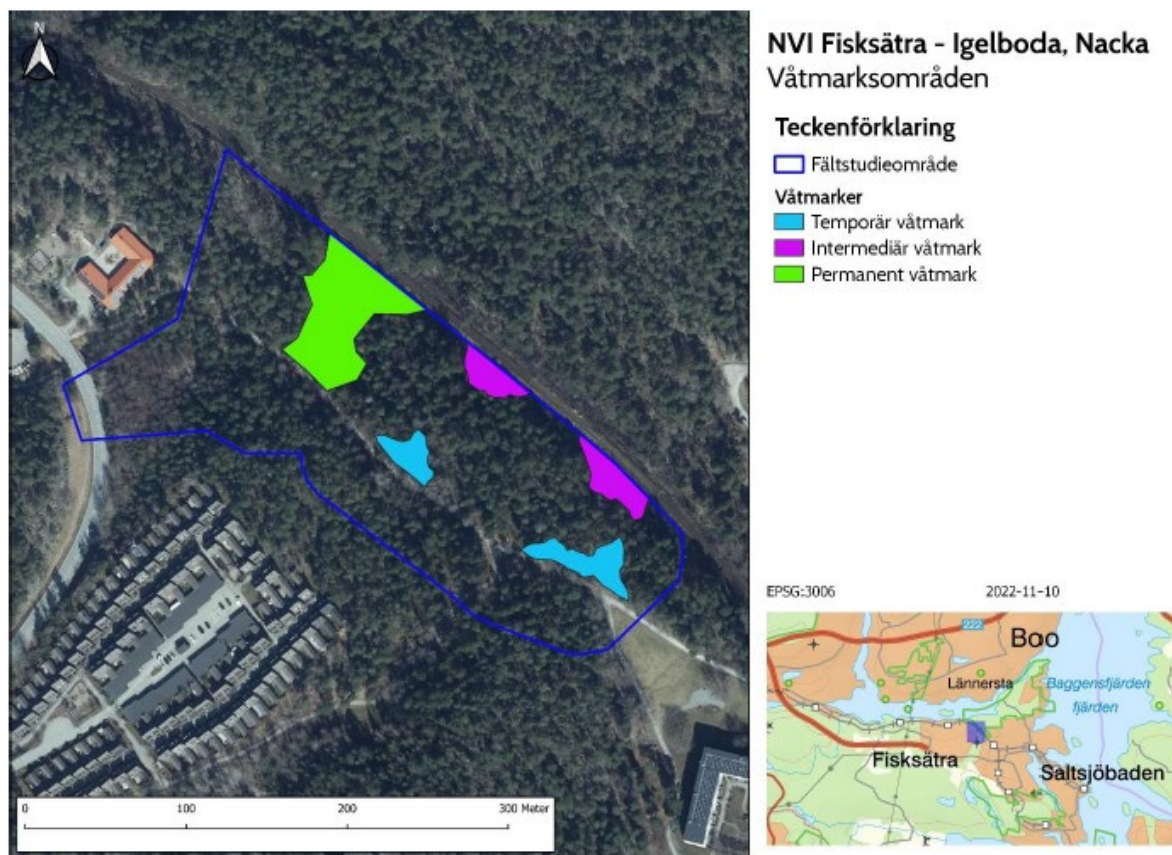 N
NVI Fisksätra - Igelboda, Nacka
Våtmarksområden
Teckenförklaring
Fältstudieområde
Våtmarker
Temporär våtmark
Intermediär våtmark
Permanent våtmark
0 100 200 300 Meter
EPSG:3006 2022-11-10
222
Boo
Lännersta
Baggensfjärden
fjärden
Fisksätra
Saltsjöbaden